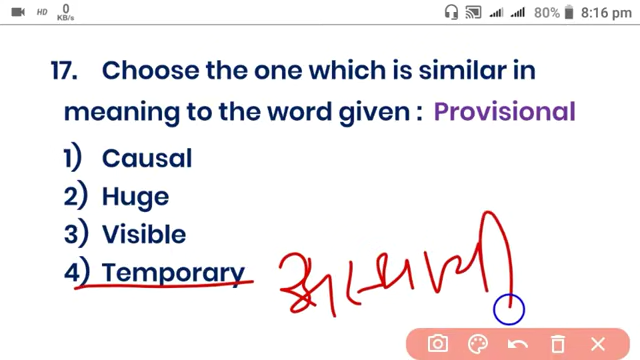 HD 0 KB/s 80% 8:16 pm
17. Choose the one which is similar in
meaning to the word given : Provisional
1) Causal
2) Huge
3) Visible
4) Temporary
अस्थायी